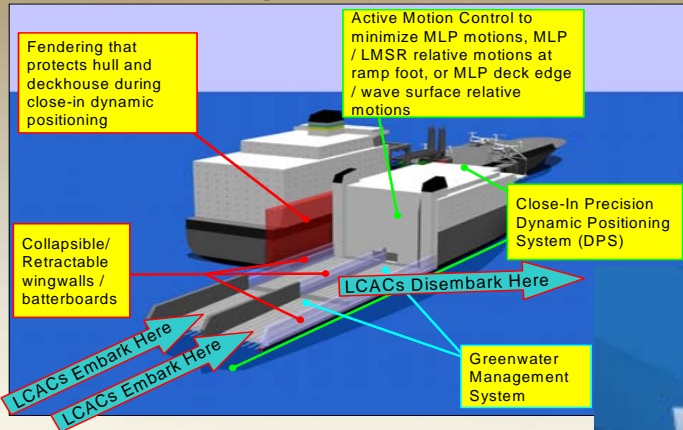 Fendering that
protects hull and
deckhouse during
close-in dynamic
positioning
Active Motion Control to
minimize MLP motions, MLP
/ LMSR relative motions at
ramp foot, or MLP deck edge
/ wave surface relative
motions
Close-In Precision
Dynamic Positioning
System (DPS)
Collapsible/
Retractable
wingwalls /
batterboards
LCACs Disembark Here
LCACs Embark Here
LCACs Embark Here
Greenwater
Management
System